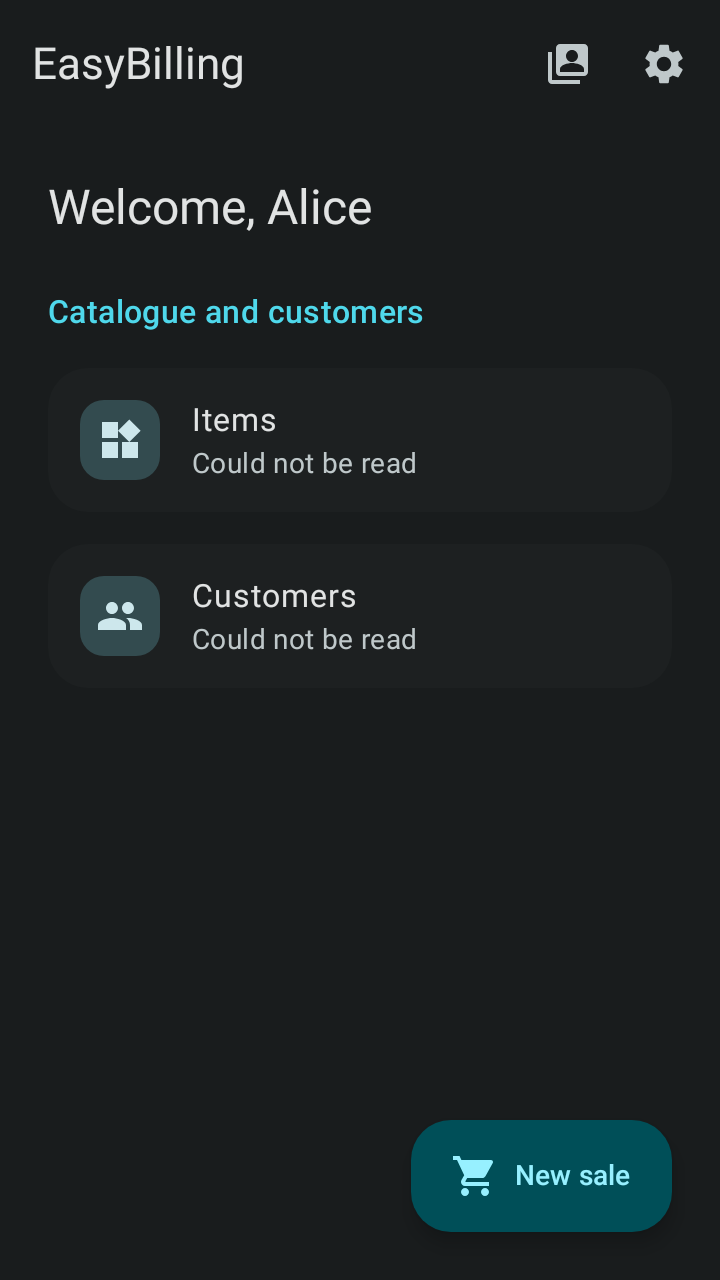 EasyBilling
Welcome, Alice
Catalogue and customers
Items
Could not be read
Customers
Could not be read
New sale